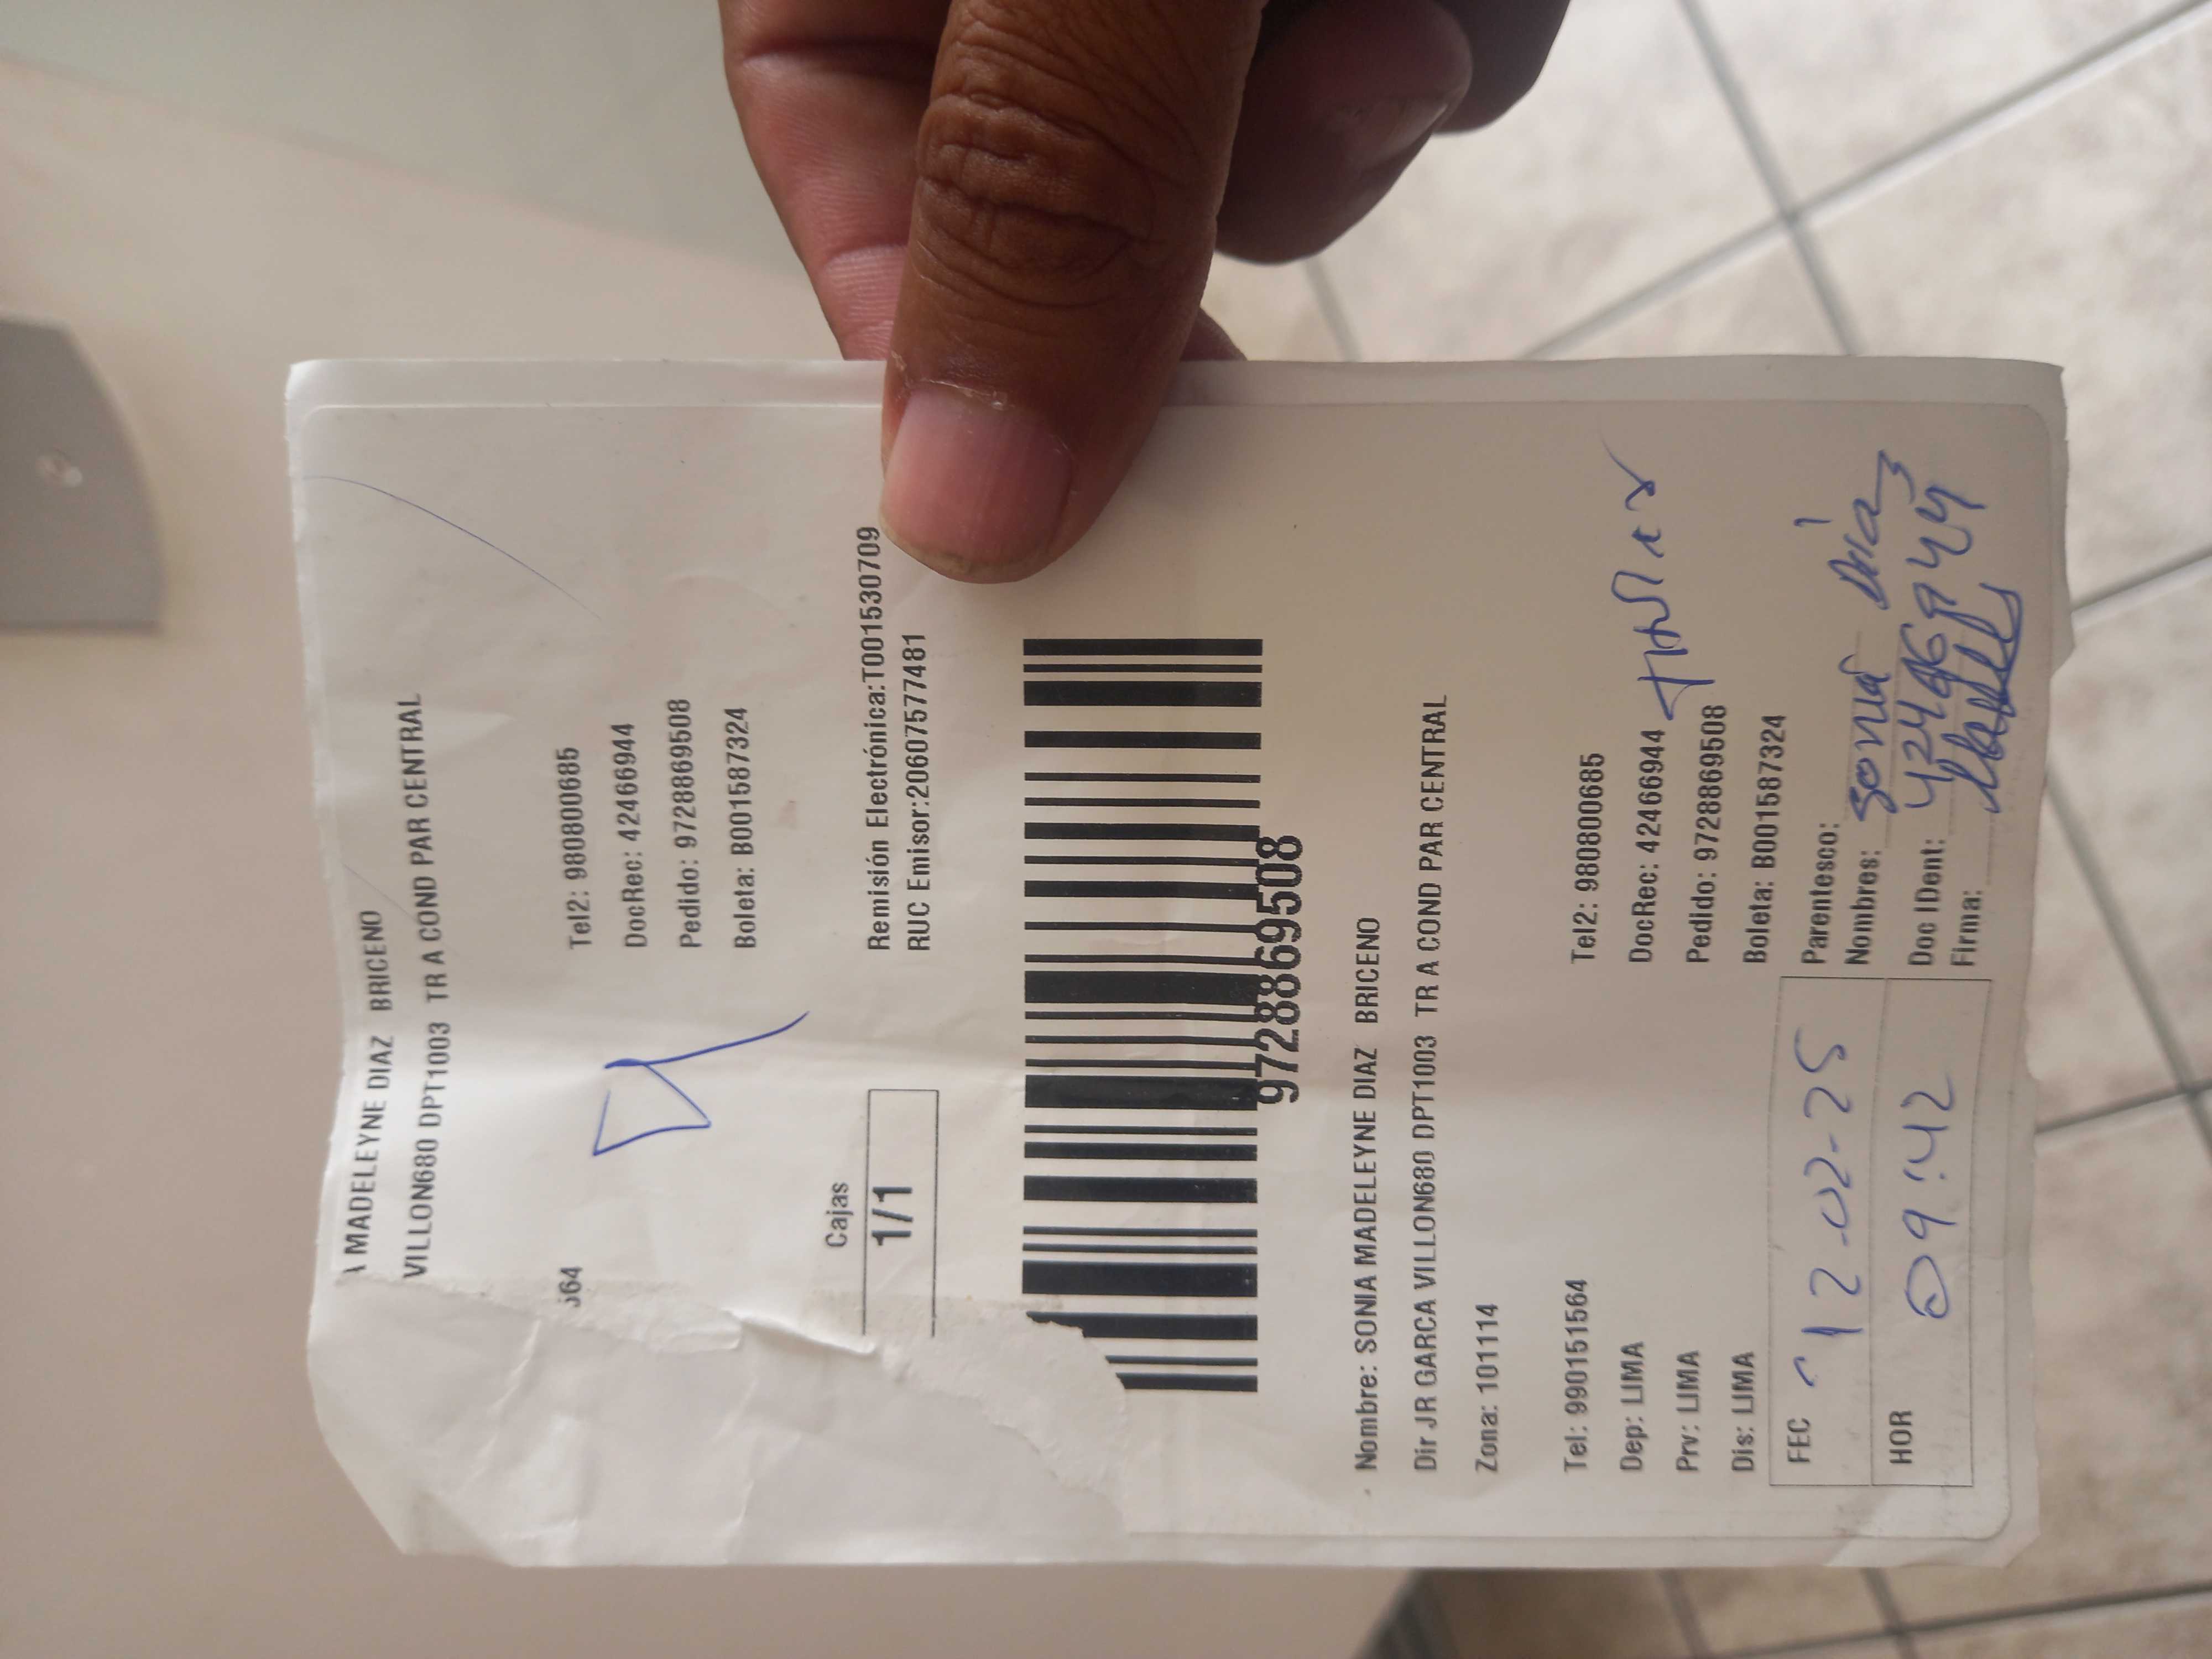 A MADELEYNE DIAZ BRICENO
VILLON680 DPT1003 TR A COND PAR CENTRAL
564 Tel2: 980800685
DocRec: 42466944
Pedido: 9728869508
Boleta: B001587324
Cajas
1/1
Remisión Electrónica:T001530709
RUC Emisor:20607577481
9728869508
Nombre: SONIA MADELEYNE DIAZ BRICENO
Dir JR GARCA VILLON680 DPT1003 TR A COND PAR CENTRAL
Zona: 101114
Tel: 990151564 Tel2: 980800685
Dep: LIMA DocRec: 42466944
Prv: LIMA Pedido: 9728869508
Dis: LIMA Boleta: B001587324
FEC 12-02-25 Parentesco:
Nombres: Sonia Díaz
HOR 09:42 Doc IDent: 42466944
Firma: